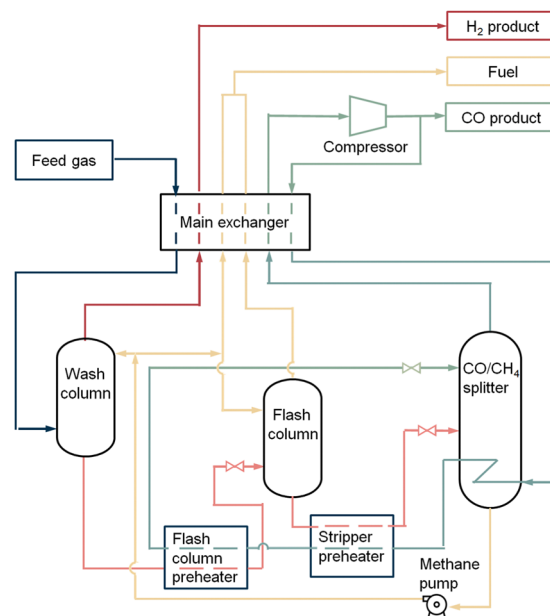 H₂ product
Fuel
CO product
Compressor
Feed gas
Main exchanger
Wash
column
CO/CH₄
splitter
Flash
column
Flash
column
preheater
Stripper
preheater
Methane
pump